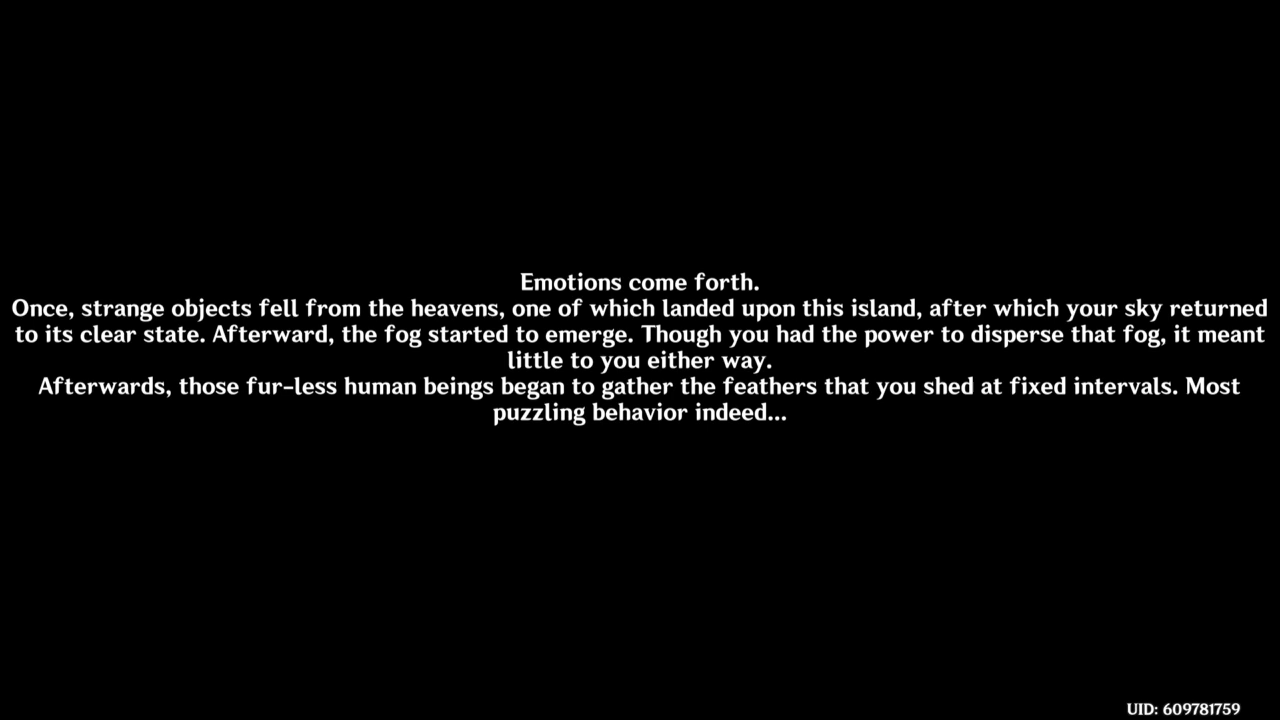 Emotions come forth.
Once, strange objects fell from the heavens, one of which landed upon this island, after which your sky returned
to its clear state. Afterward, the fog started to emerge. Though you had the power to disperse that fog, it meant
little to you either way.
Afterwards, those fur-less human beings began to gather the feathers that you shed at fixed intervals. Most
puzzling behavior indeed...
UID: 609781759